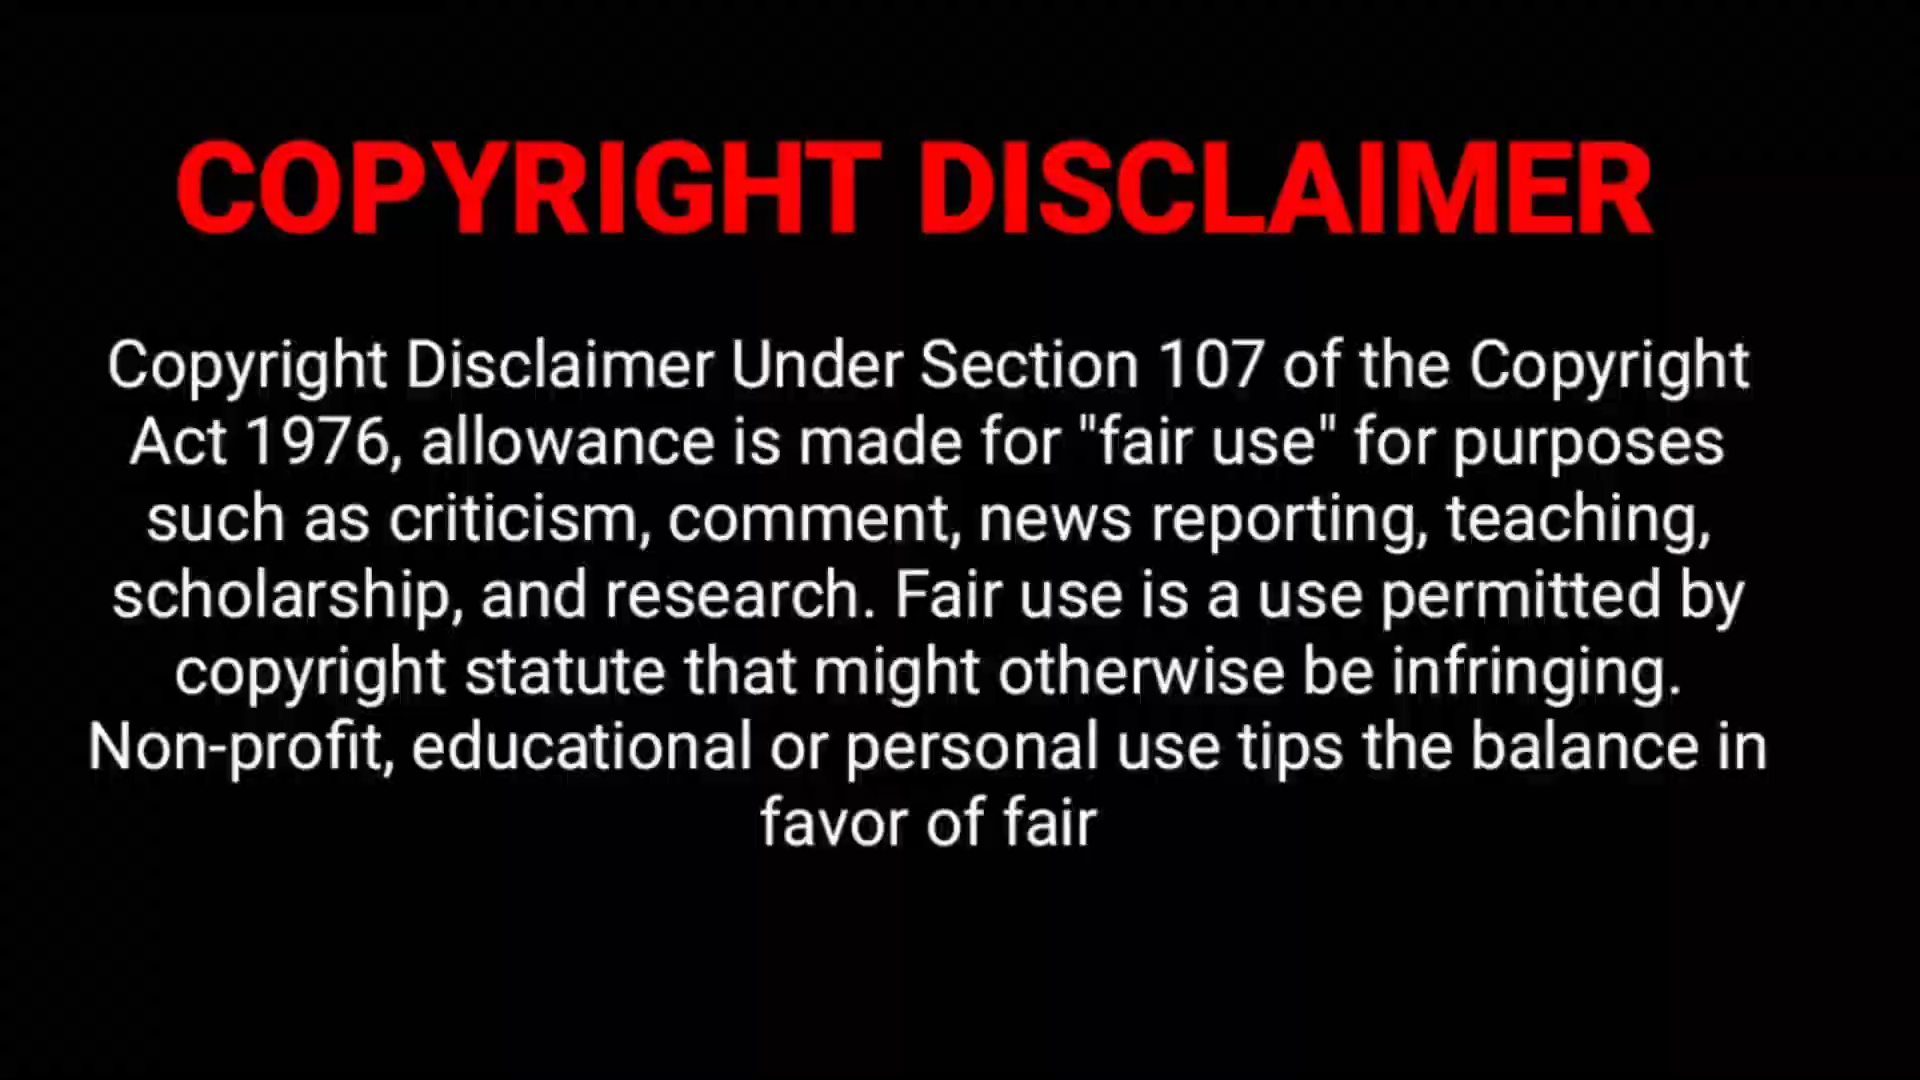 COPYRIGHT DISCLAIMER
Copyright Disclaimer Under Section 107 of the Copyright
Act 1976, allowance is made for "fair use" for purposes
such as criticism, comment, news reporting, teaching,
scholarship, and research. Fair use is a use permitted by
copyright statute that might otherwise be infringing.
Non-profit, educational or personal use tips the balance in
favor of fair